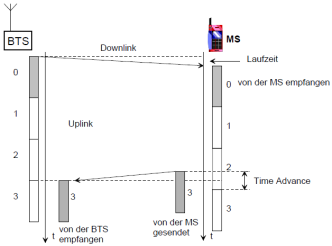 BTS
Downlink
MS
Laufzeit
0
0
von der MS empfangen
1
Uplink
1
2
2
3
3
Time Advance
3
3
t
von der BTS
empfangen
von der MS
gesendet
t